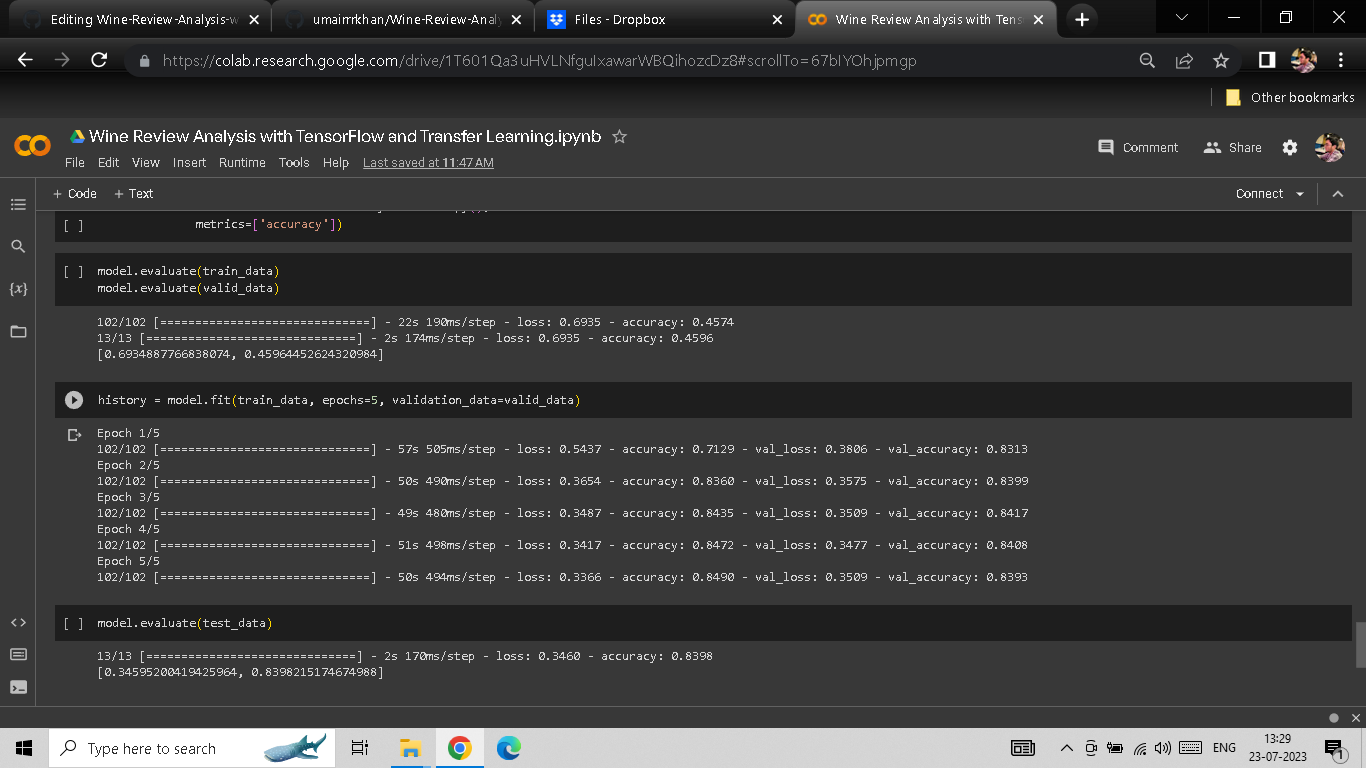 Editing Wine-Review-Analysis-w
umairrrkhan/Wine-Review-Analy
Files - Dropbox
Wine Review Analysis with Tens
https://colab.research.google.com/drive/1T601Qa3uHVLNfguIxawarWBQihozcDz8#scrollTo=67bIYOhjpmgp
Other bookmarks
Wine Review Analysis with TensorFlow and Transfer Learning.ipynb
File Edit View Insert Runtime Tools Help Last saved at 11:47 AM
Comment Share
+ Code + Text
Connect
[ ] metrics=['accuracy'])
[ ] model.evaluate(train_data)
model.evaluate(valid_data)
102/102 [==============================] - 22s 190ms/step - loss: 0.6935 - accuracy: 0.4574
13/13 [==============================] - 2s 174ms/step - loss: 0.6935 - accuracy: 0.4596
[0.6934887766838074, 0.45964452624320984]
history = model.fit(train_data, epochs=5, validation_data=valid_data)
Epoch 1/5
102/102 [==============================] - 57s 505ms/step - loss: 0.5437 - accuracy: 0.7129 - val_loss: 0.3806 - val_accuracy: 0.8313
Epoch 2/5
102/102 [==============================] - 50s 490ms/step - loss: 0.3654 - accuracy: 0.8360 - val_loss: 0.3575 - val_accuracy: 0.8399
Epoch 3/5
102/102 [==============================] - 49s 480ms/step - loss: 0.3487 - accuracy: 0.8435 - val_loss: 0.3509 - val_accuracy: 0.8417
Epoch 4/5
102/102 [==============================] - 51s 498ms/step - loss: 0.3417 - accuracy: 0.8472 - val_loss: 0.3477 - val_accuracy: 0.8408
Epoch 5/5
102/102 [==============================] - 50s 494ms/step - loss: 0.3366 - accuracy: 0.8490 - val_loss: 0.3509 - val_accuracy: 0.8393
[ ] model.evaluate(test_data)
13/13 [==============================] - 2s 170ms/step - loss: 0.3460 - accuracy: 0.8398
[0.34595200419425964, 0.8398215174674988]
Type here to search
ENG
13:29
23-07-2023
1